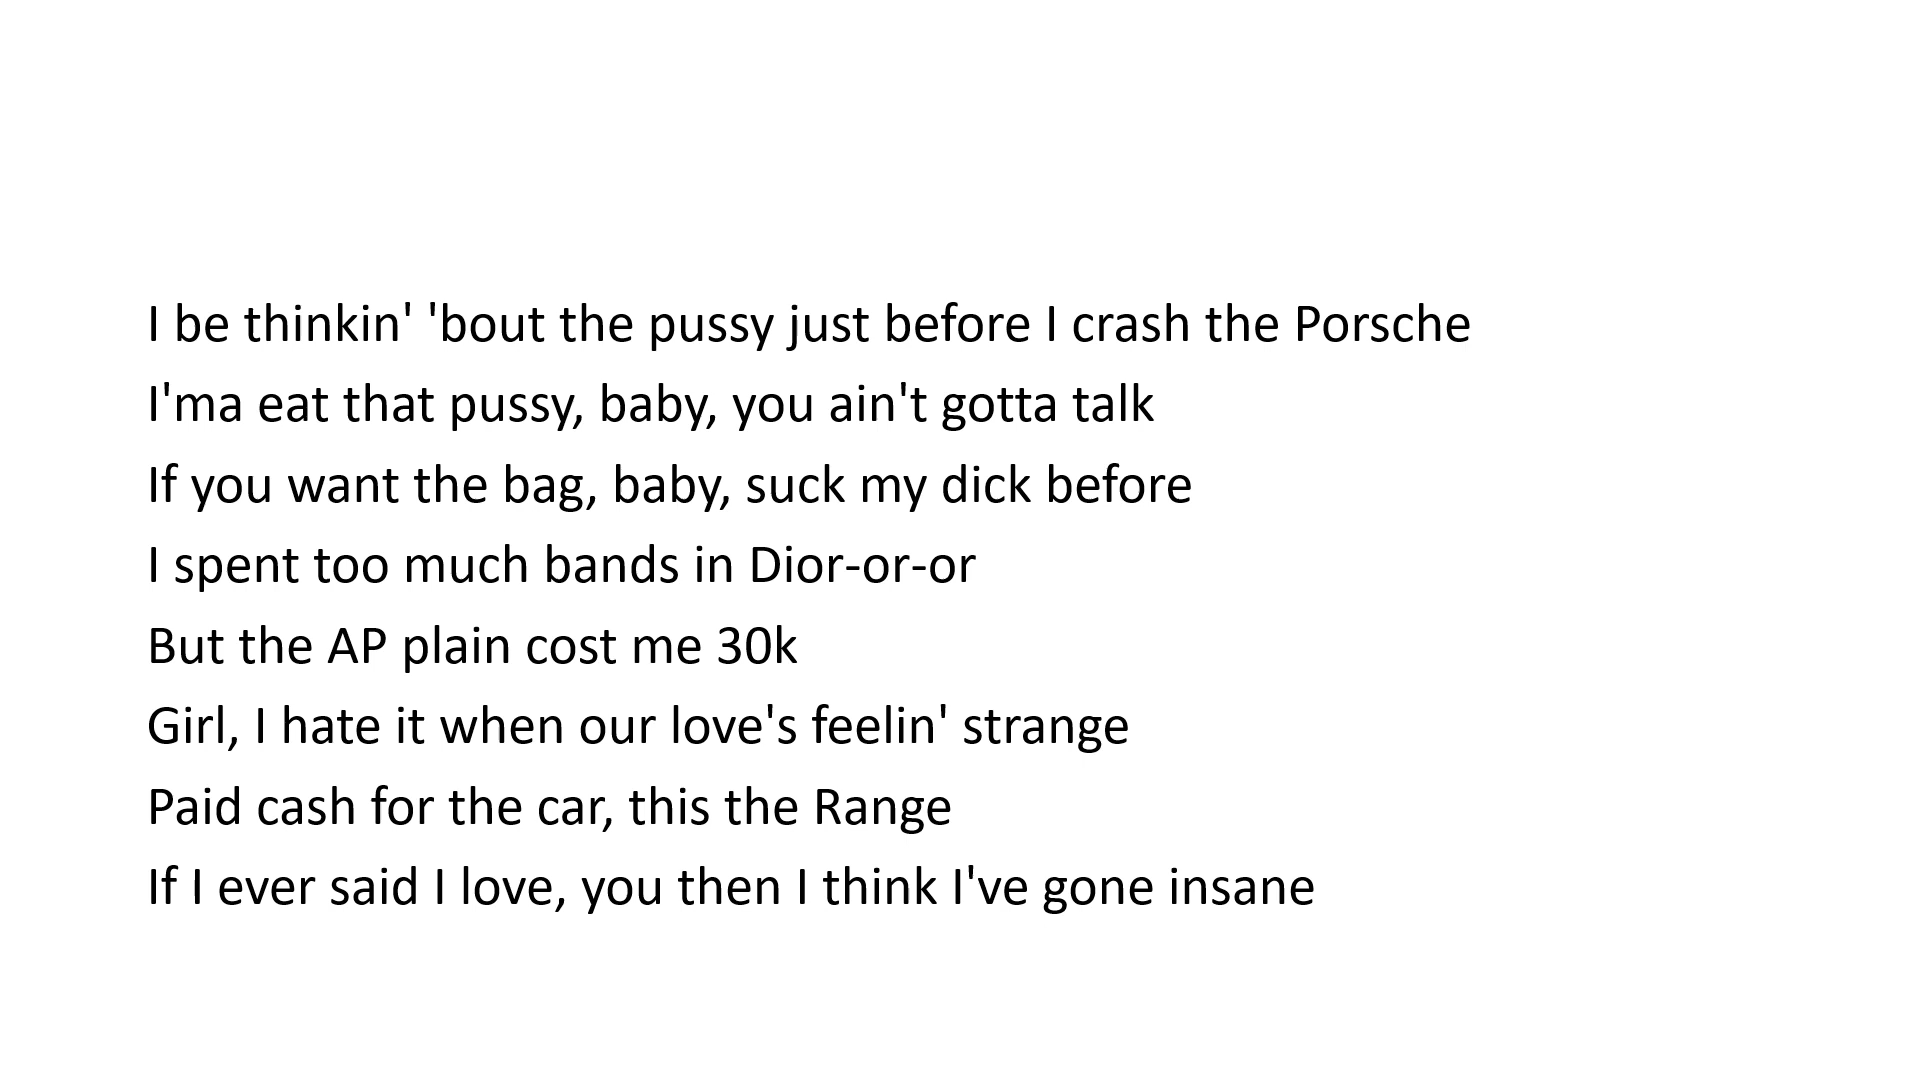 I be thinkin' 'bout the pussy just before I crash the Porsche
I'ma eat that pussy, baby, you ain't gotta talk
If you want the bag, baby, suck my dick before
I spent too much bands in Dior-or-or
But the AP plain cost me 30k
Girl, I hate it when our love's feelin' strange
Paid cash for the car, this the Range
If I ever said I love, you then I think I've gone insane